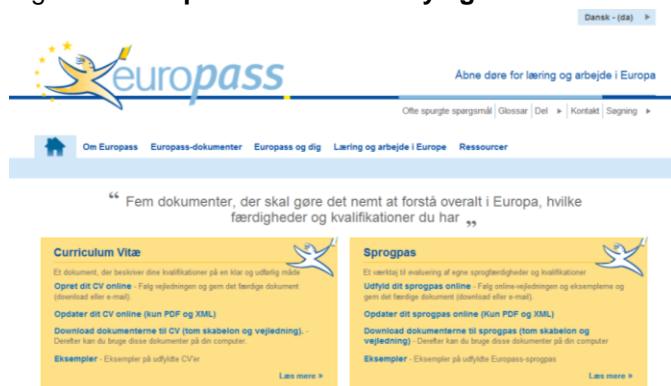 Dansk - (da)
europass
Åbne døre for læring og arbejde i Europa
Ofte spurgte spørgsmål Glossar Del Kontakt Søgning
Om Europass Europass-dokumenter Europass og dig Læring og arbejde i Europe Ressourcer
“ Fem dokumenter, der skal gøre det nemt at forstå overalt i Europa, hvilke
færdigheder og kvalifikationer du har ”
Curriculum Vitæ
Et dokument, der beskriver dine kvalifikationer på en klar og udførlig måde
Opret dit CV online - Følg vejledningen og gem det færdige dokument
(download eller e-mail).
Opdater dit CV online (kun PDF og XML)
Download dokumenterne til CV (tom skabelon og vejledning). -
Derefter kan du bruge disse dokumenter på din computer.
Eksempler - Eksempler på udfyldte CV'er
Læs mere »
Sprogpas
Et værktøj til evaluering af egne sprogfærdigheder og kvalifikationer
Udfyld dit sprogpas online - Følg online-vejledningen og eksemplerne og
gem det færdige dokument (download eller e-mail).
Opdater dit sprogpas online (Kun PDF og XML)
Download dokumenterne til sprogpas (tom skabelon og
vejledning) - Derefter kan du bruge disse dokumenter på din computer
Eksempler - Eksempler på udfyldte Europass-sprogpas
Læs mere »